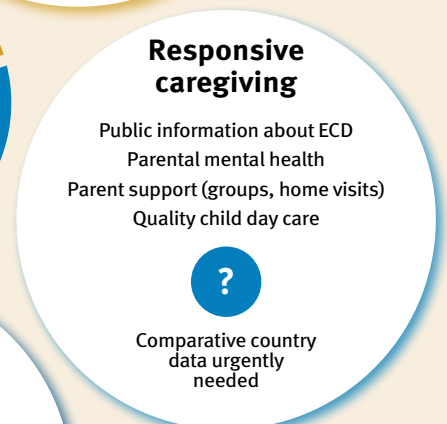 Responsive
caregiving
Public information about ECD
Parental mental health
Parent support (groups, home visits)
Quality child day care
?
Comparative country
data urgently
needed